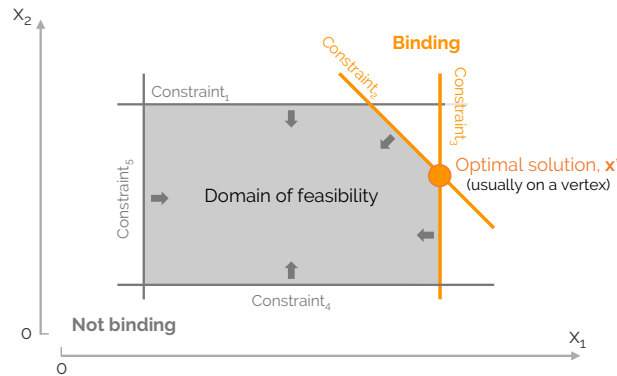 X₂
Binding
Constraint₂
Constraint₁
Constraint₃
Optimal solution, x*
(usually on a vertex)
Constraint₅
Domain of feasibility
Constraint₄
Not binding
0
X₁
0